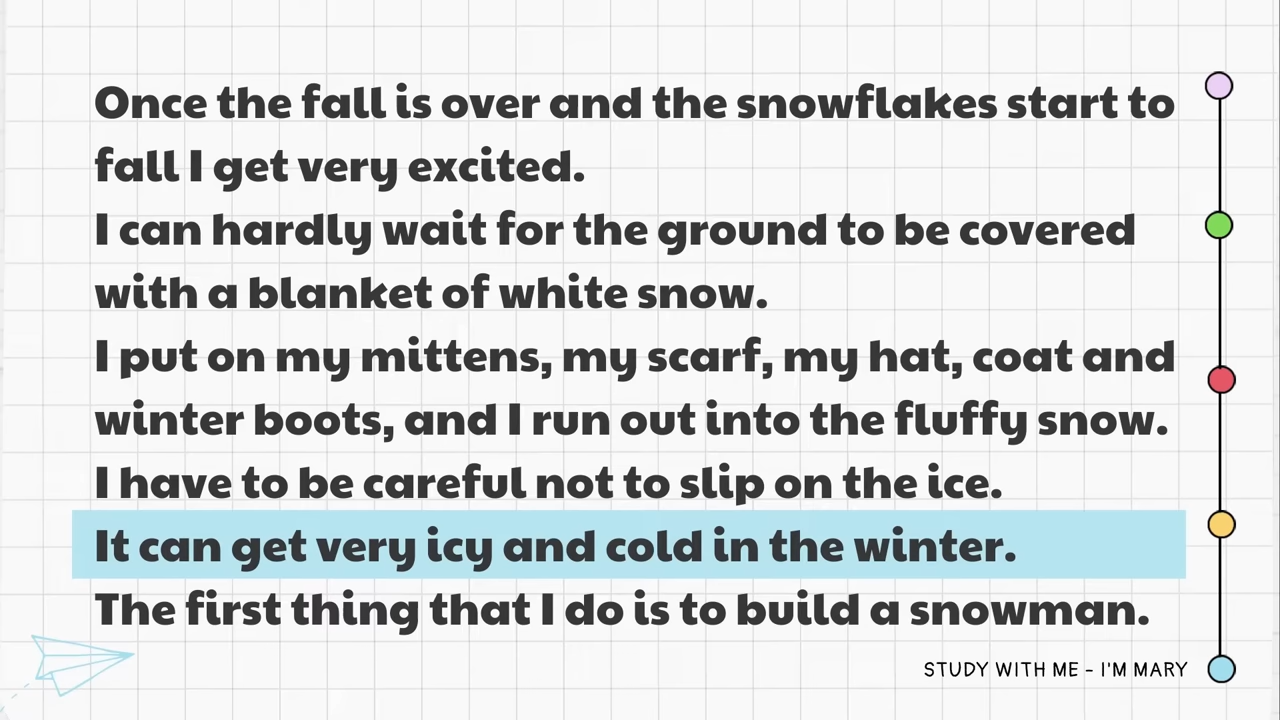 Once the fall is over and the snowflakes start to
fall I get very excited.
I can hardly wait for the ground to be covered
with a blanket of white snow.
I put on my mittens, my scarf, my hat, coat and
winter boots, and I run out into the fluffy snow.
I have to be careful not to slip on the ice.
It can get very icy and cold in the winter.
The first thing that I do is to build a snowman.
STUDY WITH ME – I'M MARY